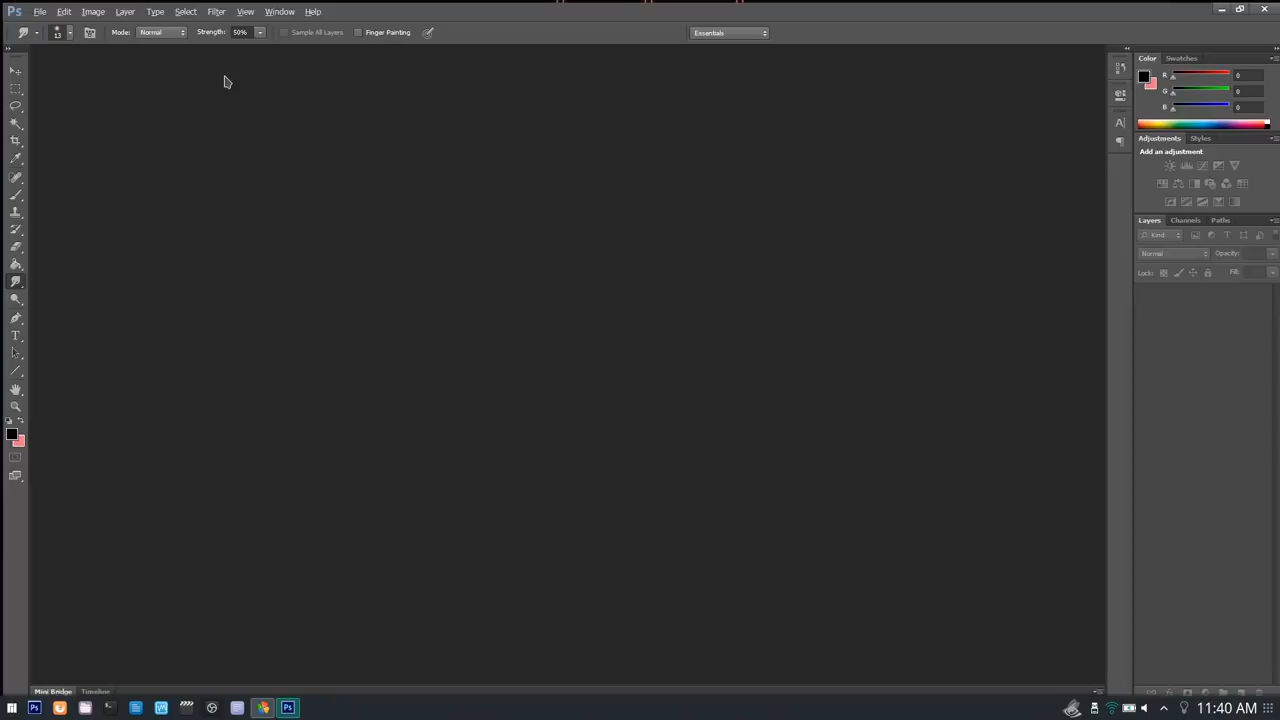 Ps File Edit Image Layer Type Select Filter View Window Help
13 Mode: Normal Strength: 50% Sample All Layers Finger Painting Essentials
Color Swatches
R 0
G 0
B 0
Adjustments Styles
Add an adjustment
Layers Channels Paths
Kind
Normal Opacity:
Lock: Fill:
Mini Bridge Timeline
11:40 AM